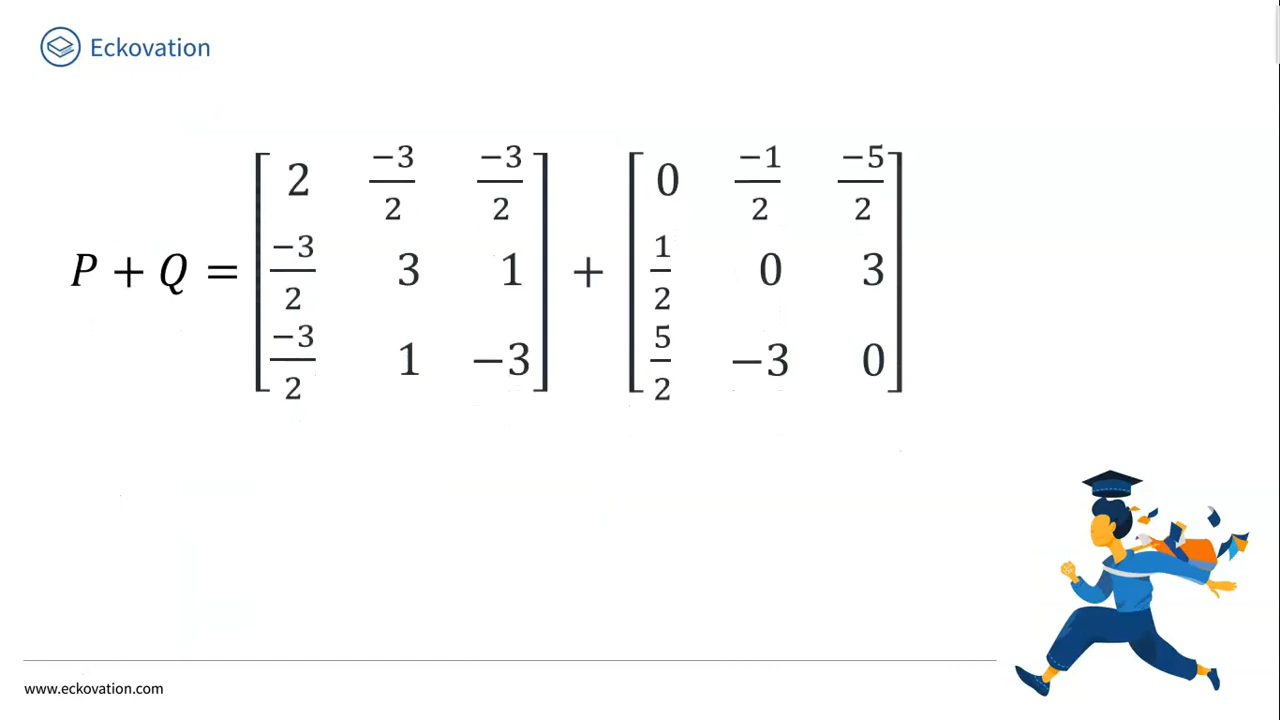 Eckovation
P + Q = [ 2 −3/2 −3/2 ; −3/2 3 1 ; −3/2 1 −3 ] + [ 0 −1/2 −5/2 ; 1/2 0 3 ; 5/2 −3 0 ]
www.eckovation.com